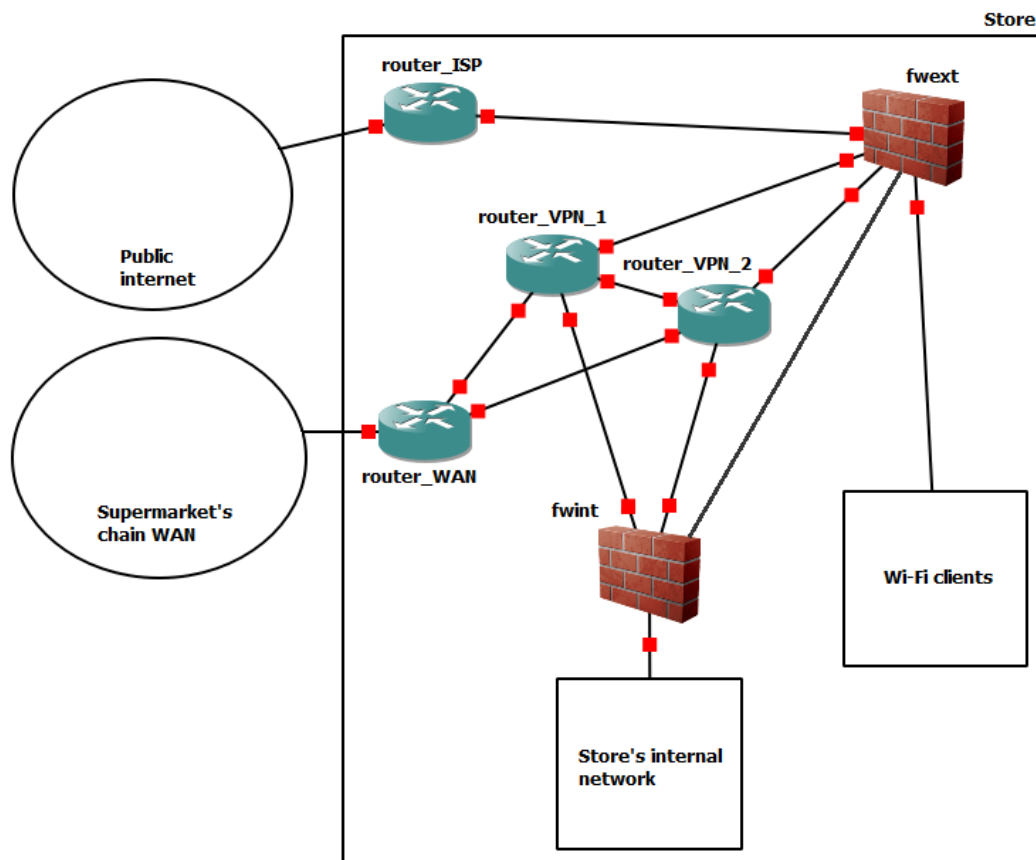 Store
router_ISP
fwext
router_VPN_1
Public
internet
router_VPN_2
router_WAN
Supermarket's
chain WAN
fwint
Wi-Fi clients
Store's internal
network